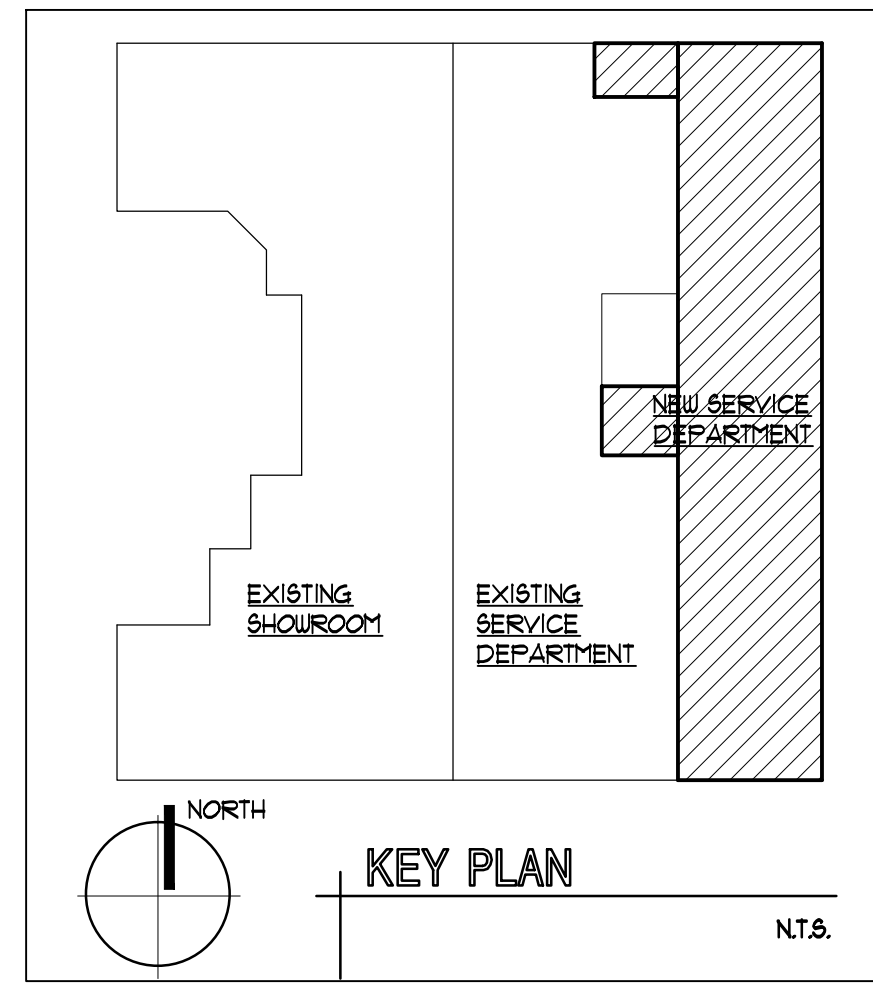 NEW SERVICE
DEPARTMENT
EXISTING
SHOWROOM
EXISTING
SERVICE
DEPARTMENT
NORTH
KEY PLAN
N.T.S.